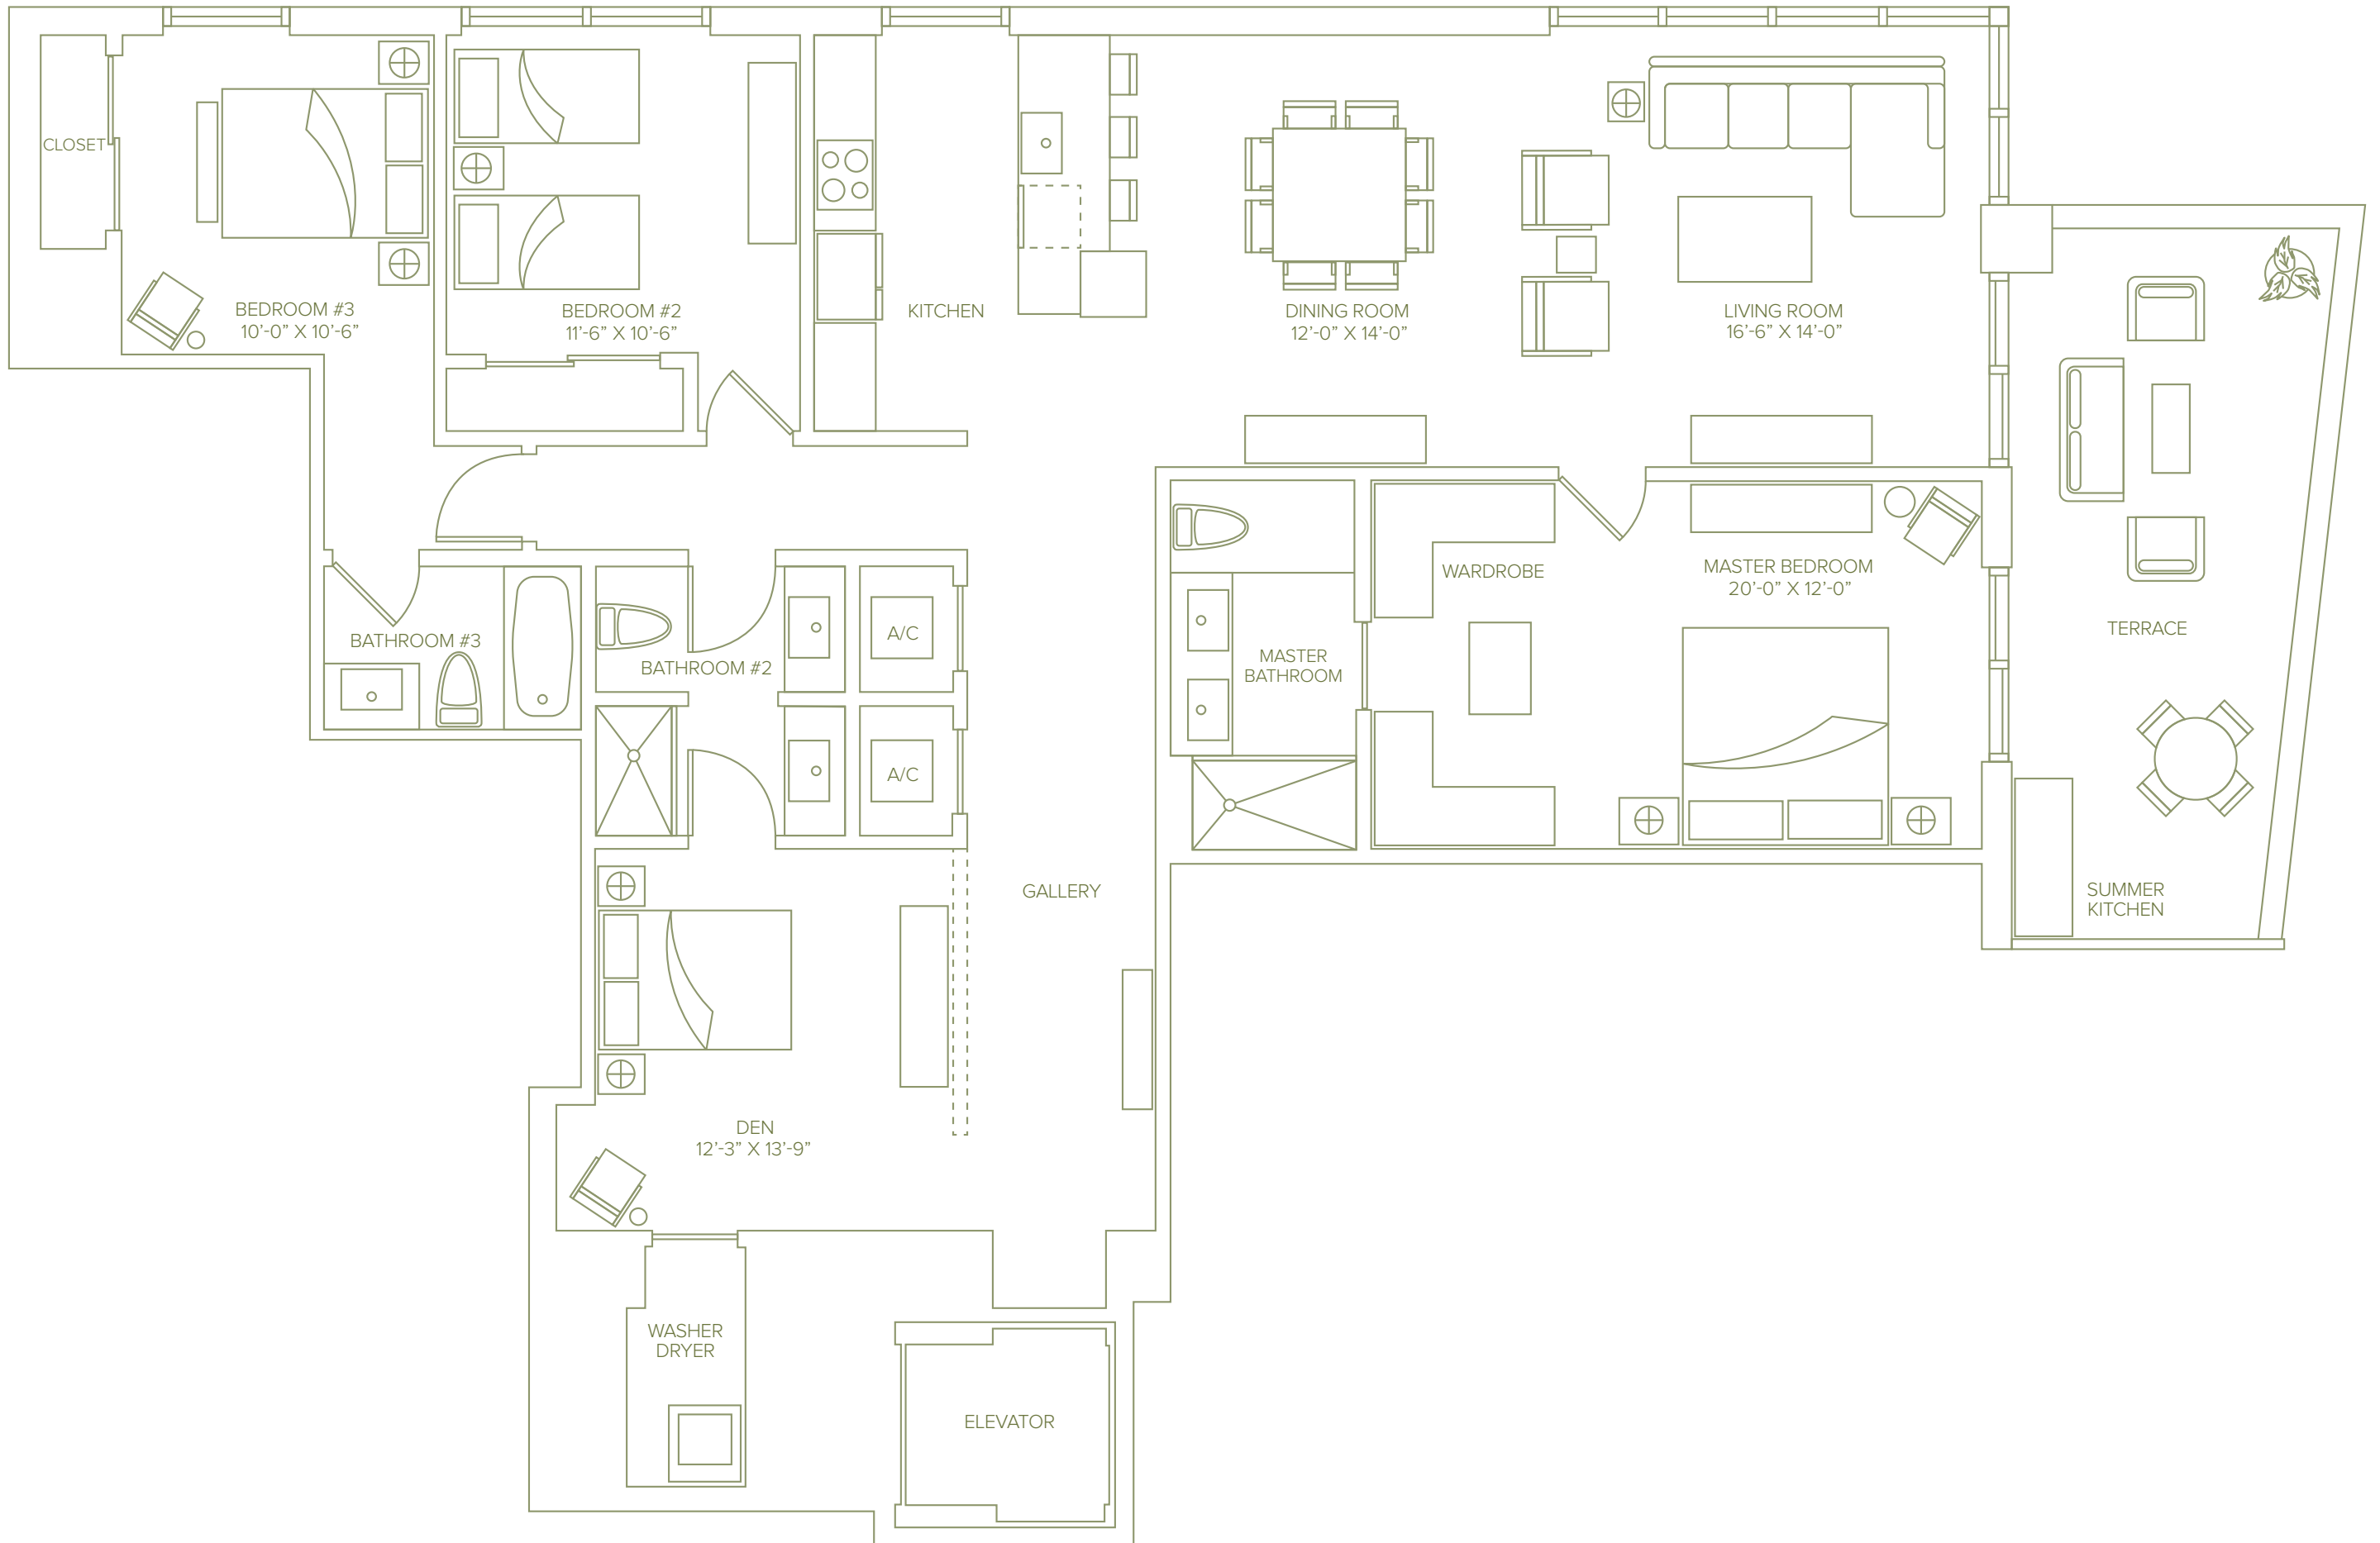 CLOSET
BEDROOM #3
10’-0” X 10’-6”
BEDROOM #2
11’-6” X 10’-6”
KITCHEN
DINING ROOM
12’-0” X 14’-0”
LIVING ROOM
16’-6” X 14’-0”
WARDROBE
MASTER BEDROOM
20’-0” X 12’-0”
TERRACE
BATHROOM #3
BATHROOM #2
A/C
MASTER
BATHROOM
A/C
GALLERY
SUMMER
KITCHEN
DEN
12’-3” X 13’-9”
WASHER
DRYER
ELEVATOR